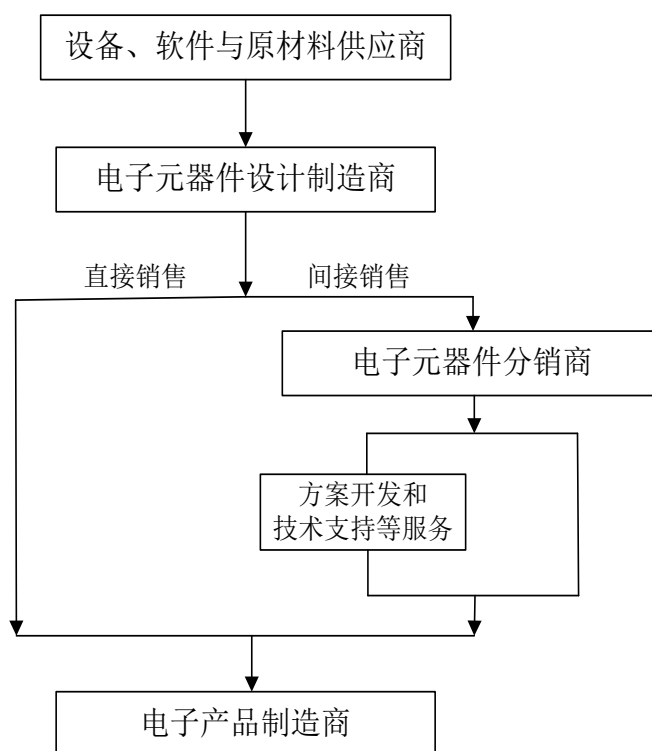 设备、软件与原材料供应商
电子元器件设计制造商
直接销售
间接销售
电子元器件分销商
方案开发和
技术支持等服务
电子产品制造商